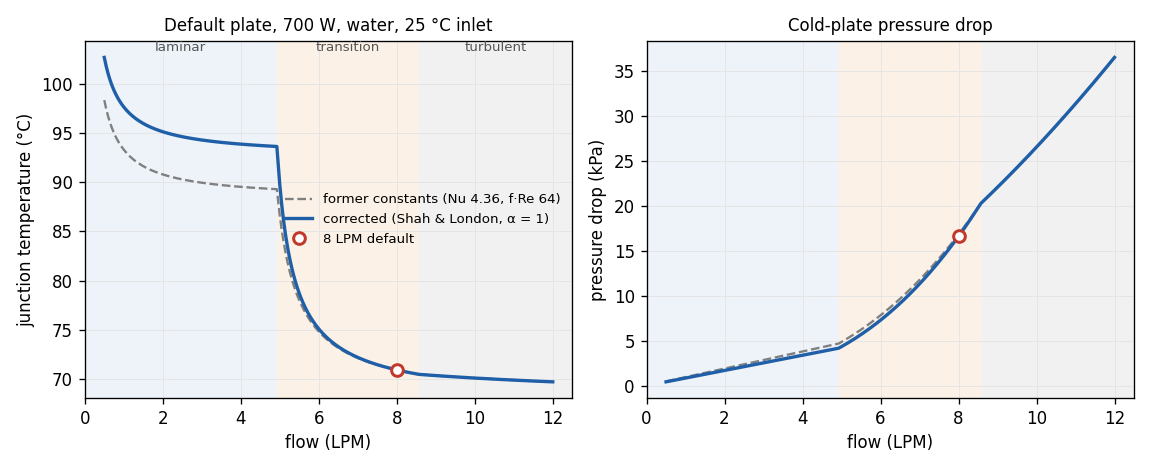 Default plate, 700 W, water, 25 °C inlet
laminar transition turbulent
junction temperature (°C)
100
95
90
85
80
75
70
former constants (Nu 4.36, f·Re 64)
corrected (Shah & London, α = 1)
8 LPM default
0 2 4 6 8 10 12
flow (LPM)
Cold-plate pressure drop
pressure drop (kPa)
35
30
25
20
15
10
5
0
0 2 4 6 8 10 12
flow (LPM)